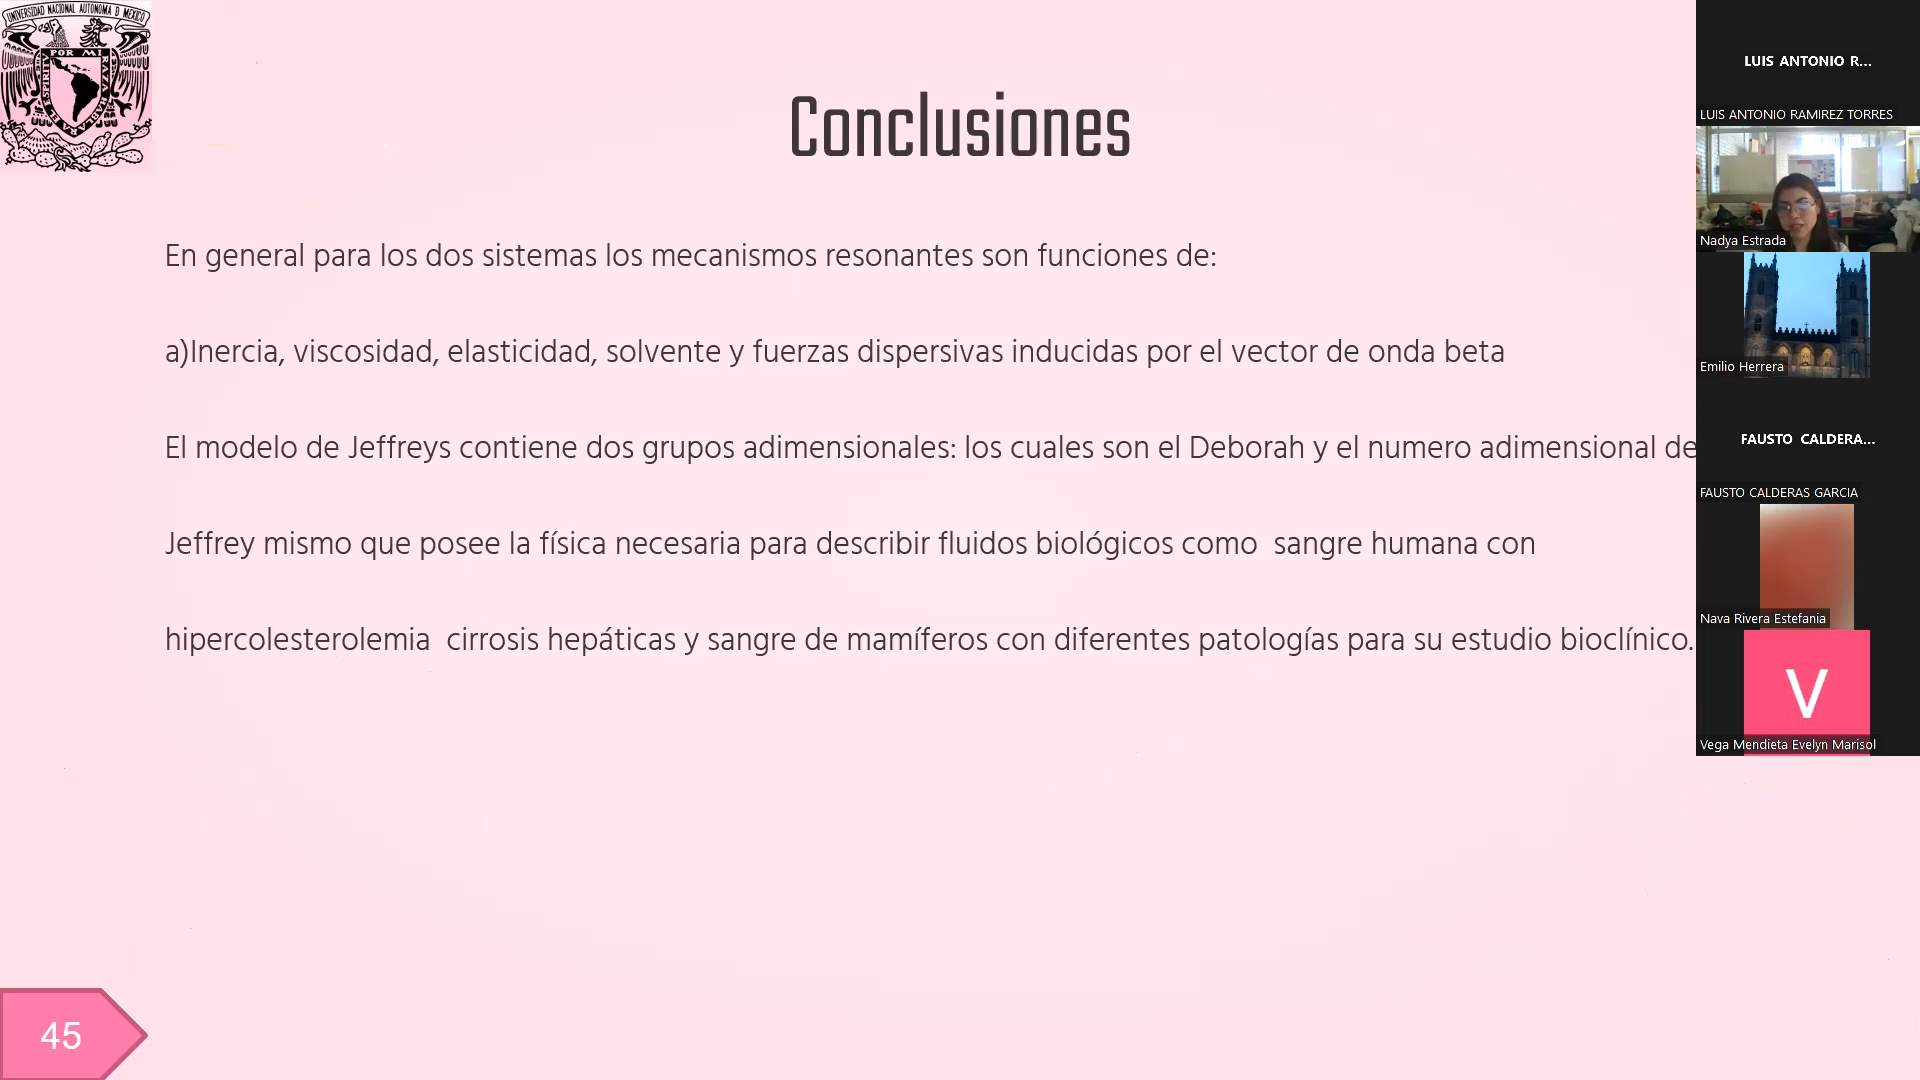 UNIVERSIDAD NACIONAL AUTONOMA D MEXICO
POR MI
RAZA
ESPIRITU
Conclusiones
En general para los dos sistemas los mecanismos resonantes son funciones de:
a)Inercia, viscosidad, elasticidad, solvente y fuerzas dispersivas inducidas por el vector de onda beta
El modelo de Jeffreys contiene dos grupos adimensionales: los cuales son el Deborah y el numero adimensional de
Jeffrey mismo que posee la física necesaria para describir fluidos biológicos como sangre humana con
hipercolesterolemia cirrosis hepáticas y sangre de mamíferos con diferentes patologías para su estudio bioclínico.
45
LUIS ANTONIO R...
LUIS ANTONIO RAMIREZ TORRES
Nadya Estrada
Emilio Herrera
FAUSTO CALDERA...
FAUSTO CALDERAS GARCIA
Nava Rivera Estefania
V
Vega Mendieta Evelyn Marisol